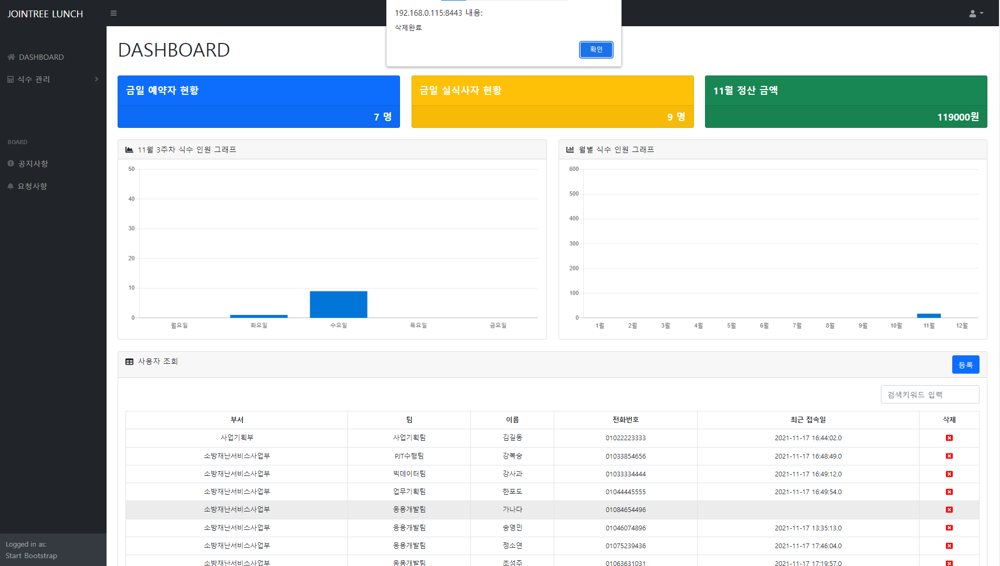 JOINTREE LUNCH
192.168.0.115:8443 내용:
삭제완료
확인
DASHBOARD
식수 관리
BOARD
공지사항
요청사항
Logged in as:
Start Bootstrap
DASHBOARD
금일 예약자 현황
7 명
금일 실식사자 현황
9 명
11월 정산 금액
119000원
11월 3주차 식수 인원 그래프
50
40
30
20
10
0
월요일 화요일 수요일 목요일 금요일
월별 식수 인원 그래프
600
500
400
300
200
100
0
1월 2월 3월 4월 5월 6월 7월 8월 9월 10월 11월 12월
사용자 조회
등록
검색키워드 입력
부서 팀 이름 전화번호 최근 접속일 삭제
사업기획부 사업기획팀 김길동 01022223333 2021-11-17 16:44:02.0
소방재난서비스사업부 PJT수행팀 강복숭 01033854656 2021-11-17 16:48:49.0
소방재난서비스사업부 빅데이터팀 강사과 01033334444 2021-11-17 16:49:12.0
소방재난서비스사업부 업무기획팀 한포도 01044445555 2021-11-17 16:49:54.0
소방재난서비스사업부 응용개발팀 가나다 01084654496
소방재난서비스사업부 응용개발팀 송영민 01046074896 2021-11-17 13:35:13.0
소방재난서비스사업부 응용개발팀 정소연 01075239436 2021-11-17 17:46:04.0
소방재난서비스사업부 응용개발팀 조성주 01063631031 2021-11-17 17:19:57.0